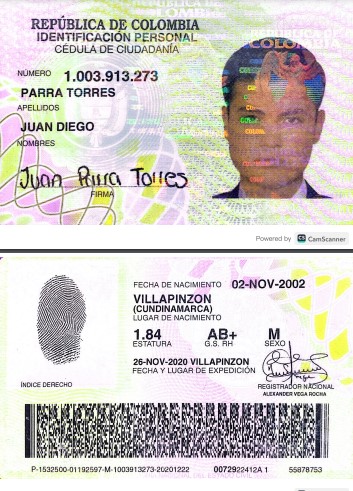 REPÚBLICA DE COLOMBIA
IDENTIFICACIÓN PERSONAL
CÉDULA DE CIUDADANÍA
NÚMERO 1.003.913.273
PARRA TORRES
APELLIDOS
JUAN DIEGO
NOMBRES
Juan Parra Torres
FIRMA
Powered by CS CamScanner
FECHA DE NACIMIENTO 02-NOV-2002
VILLAPINZON
(CUNDINAMARCA)
LUGAR DE NACIMIENTO
1.84 AB+ M
ESTATURA G.S. RH SEXO
26-NOV-2020 VILLAPINZON
FECHA Y LUGAR DE EXPEDICIÓN
ÍNDICE DERECHO
REGISTRADOR NACIONAL
ALEXANDER VEGA ROCHA
P-1532500-01192597-M-1003913273-20201222 0072922412A 1 55878753